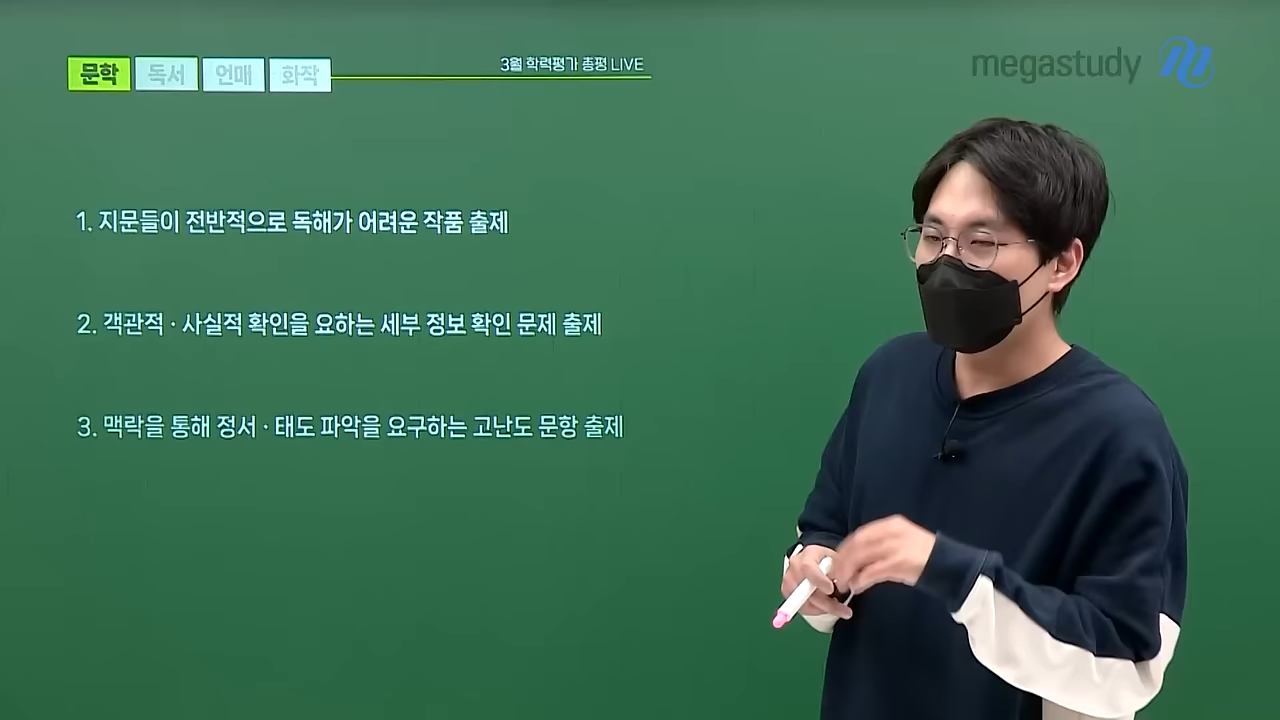 문학 독서 언매 화작
3월 학력평가 총평 LIVE
megastudy
1. 지문들이 전반적으로 독해가 어려운 작품 출제
2. 객관적 · 사실적 확인을 요하는 세부 정보 확인 문제 출제
3. 맥락을 통해 정서 · 태도 파악을 요구하는 고난도 문항 출제